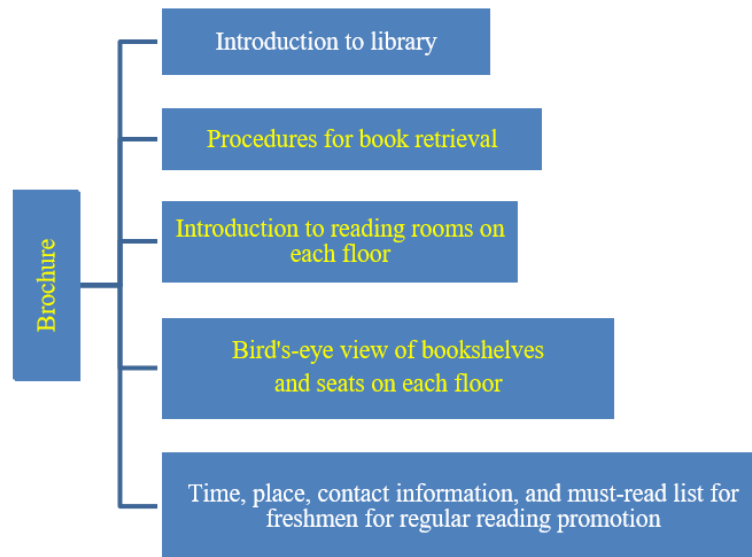 Brochure
Introduction to library
Procedures for book retrieval
Introduction to reading rooms on
each floor
Bird's-eye view of bookshelves
and seats on each floor
Time, place, contact information, and must-read list for
freshmen for regular reading promotion